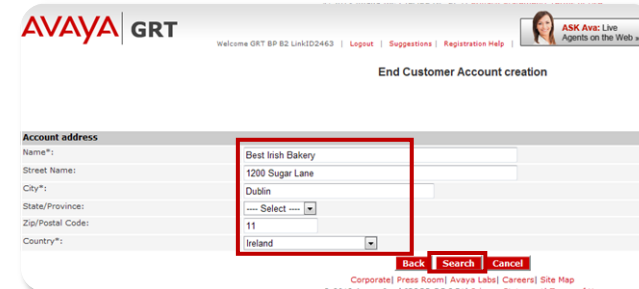 AVAYA GRT
ASK Ava: Live
Agents on the Web »
Welcome GRT BP B2 LinkID2463 | Logout | Suggestions | Registration Help |
End Customer Account creation
Account address
Name*: Best Irish Bakery
Street Name: 1200 Sugar Lane
City*: Dublin
State/Province: ---- Select ----
Zip/Postal Code: 11
Country*: Ireland
Back Search Cancel
Corporate| Press Room| Avaya Labs| Careers| Site Map